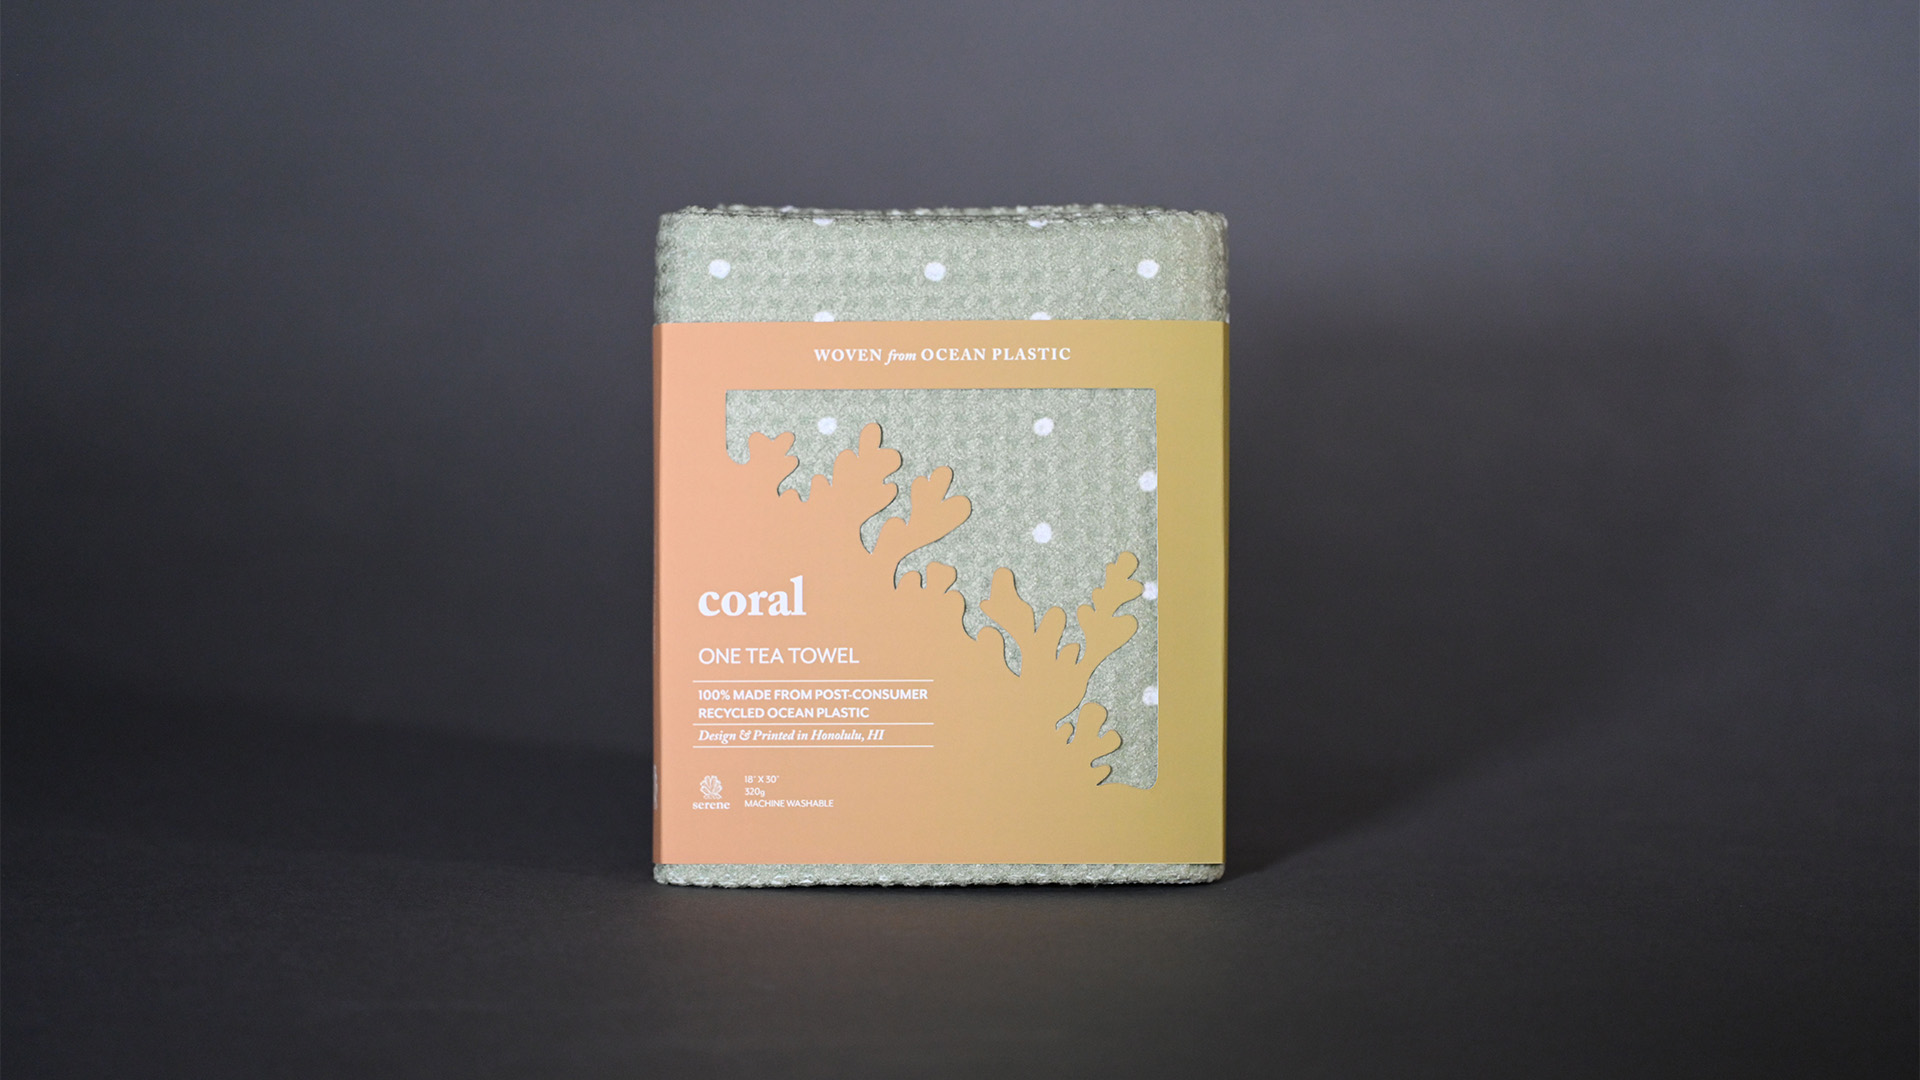 WOVEN from OCEAN PLASTIC
coral
ONE TEA TOWEL
100% MADE FROM POST-CONSUMER
RECYCLED OCEAN PLASTIC
Design & Printed in Honolulu, HI
serene
18" X 30"
320g
MACHINE WASHABLE